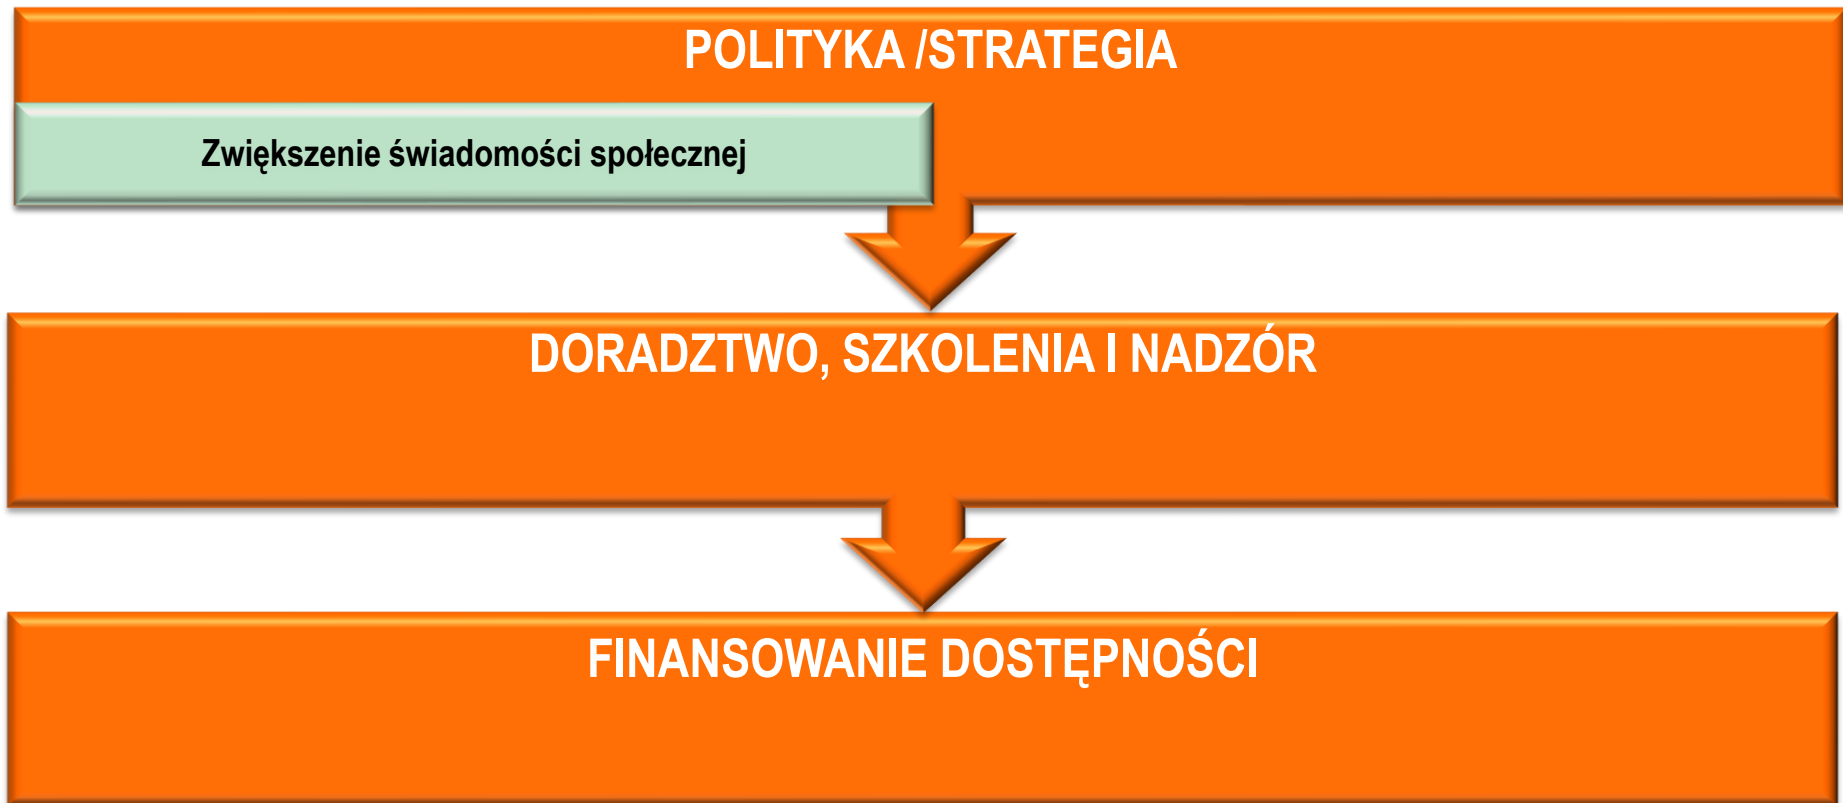 POLITYKA /STRATEGIA
Zwiększenie świadomości społecznej
DORADZTWO, SZKOLENIA I NADZÓR
FINANSOWANIE DOSTĘPNOŚCI